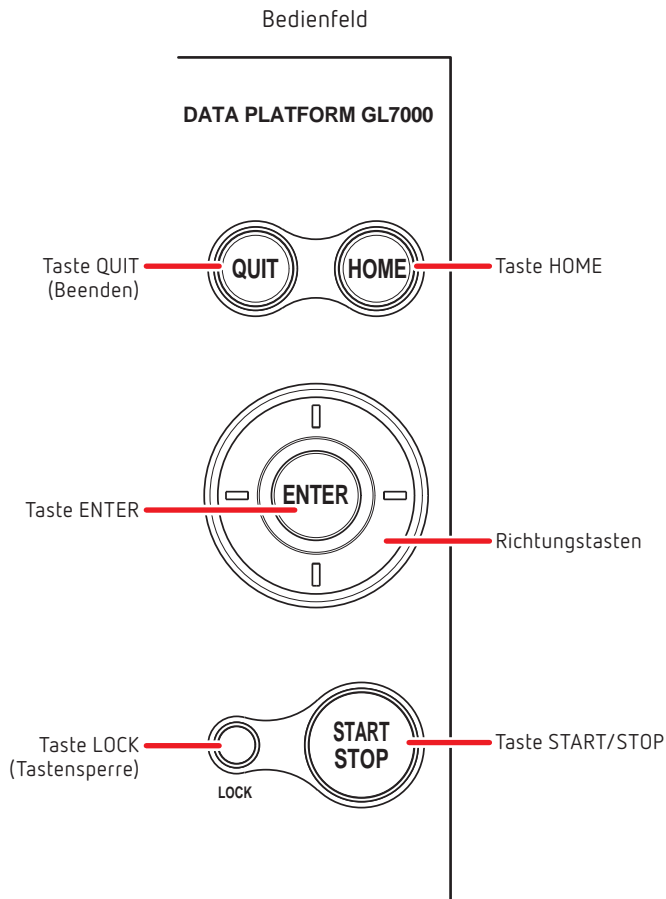 Bedienfeld
DATA PLATFORM GL7000
Taste QUIT
(Beenden)
QUIT
HOME
Taste HOME
Taste ENTER
ENTER
Richtungstasten
Taste LOCK
(Tastensperre)
LOCK
START
STOP
Taste START/STOP